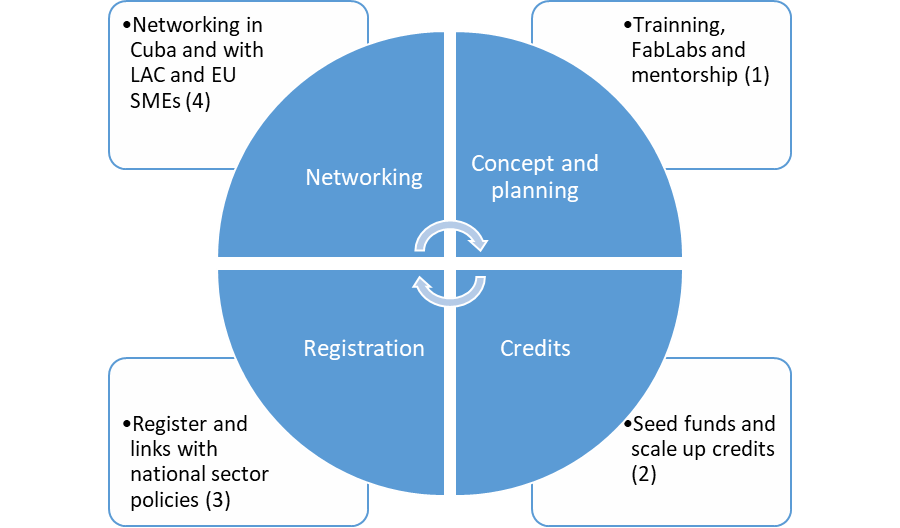 •Networking in
Cuba and with
LAC and EU
SMEs (4)
•Trainning,
FabLabs and
mentorship (1)
Networking
Concept and
planning
Registration
Credits
•Register and
links with
national sector
policies (3)
•Seed funds and
scale up credits
(2)